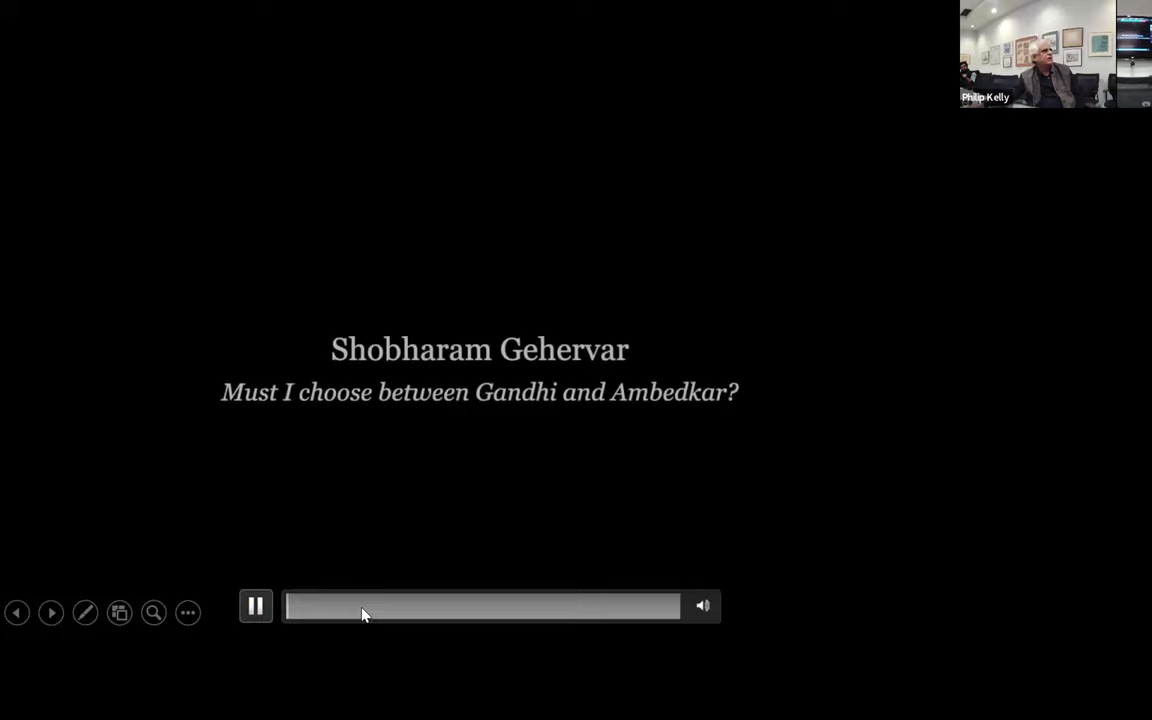 Philip Kelly
Shobharam Gehervar
Must I choose between Gandhi and Ambedkar?